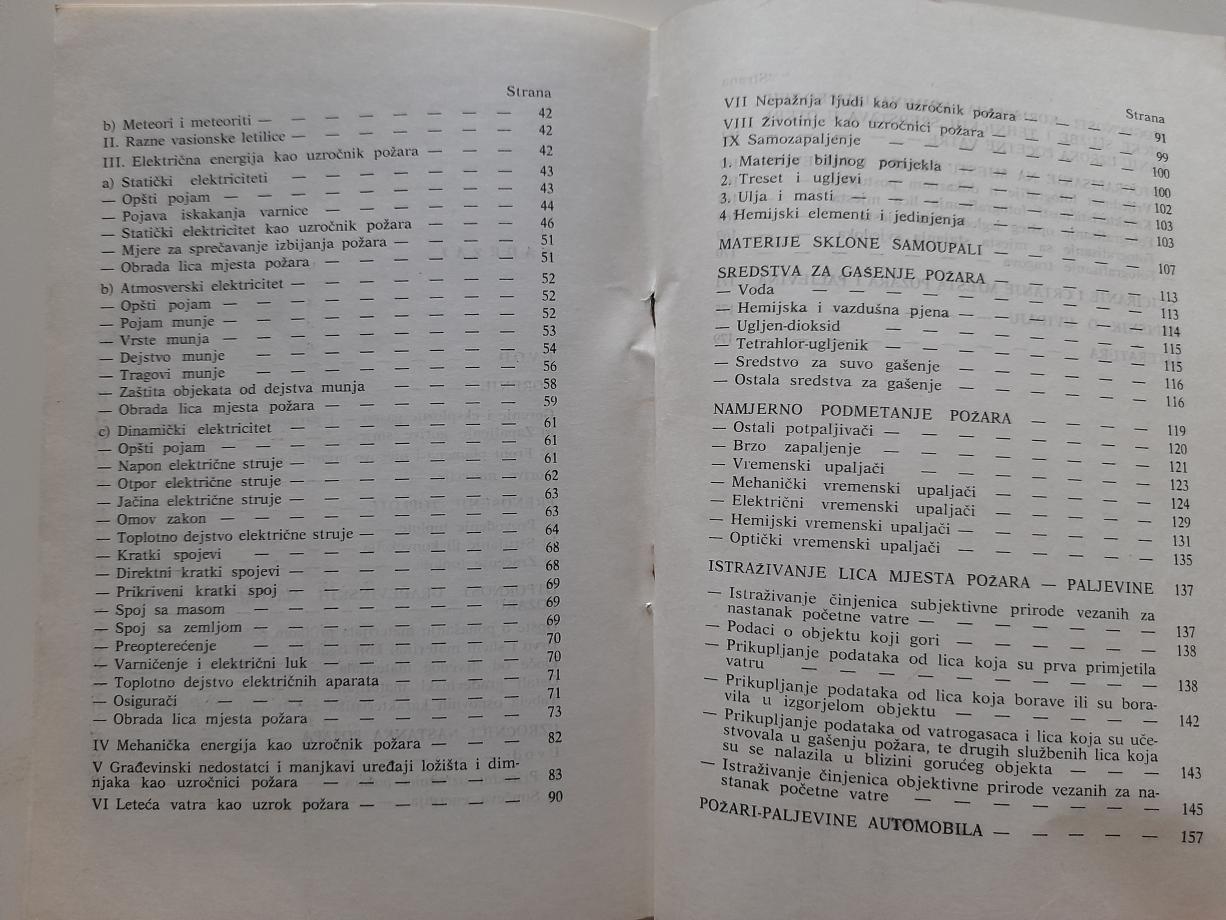 Strana
b) Meteori i meteoriti — — — — — — — 42
II. Razne vasionske letilice — — — — — — 42
III. Električna energija kao uzročnik požara — — — 42
a) Statički elektriciteti — — — — — — 43
— Opšti pojam — — — — — — — — 43
— Pojava iskakanja varnice — — — — — 44
— Statički elektricitet kao uzročnik požara — — — 46
— Mjere za sprečavanje izbijanja požara — — — — 51
— Obrada lica mjesta požara — — — — — 51
b) Atmosverski elektricitet — — — — — — 52
— Opšti pojam — — — — — — — — 52
— Pojam munje — — — — — — — — 52
— Vrste munja — — — — — — — — 53
— Dejstvo munje — — — — — — — 54
— Tragovi munje — — — — — — — 56
— Zaštita objekata od dejstva munja — — — — 58
— Obrada lica mjesta požara — — — — — 59
c) Dinamički elektricitet — — — — — — 61
— Opšti pojam — — — — — — — — 61
— Napon električne struje — — — — — — 61
— Otpor električne struje — — — — — — 62
— Jačina električne struje — — — — — — 63
— Omov zakon — — — — — — — — 63
— Toplotno dejstvo električne struje — — — — 64
— Kratki spojevi — — — — — — — 68
— Direktni kratki spojevi — — — — — — 68
— Prikriveni kratki spoj — — — — — — 69
— Spoj sa masom — — — — — — — 69
— Spoj sa zemljom — — — — — — — 69
— Preopterećenje — — — — — — — 70
— Varničenje i električni luk — — — — — 70
— Toplotno dejstvo električnih aparata — — — — 71
— Osigurači — — — — — — — — 71
— Obrada lica mjesta požara — — — — — 73
IV Mehanička energija kao uzročnik požara — — — 82
V Građevinski nedostatci i manjkavi uređaji ložišta i dim-
njaka kao uzročnici požara — — — — — 83
VI Leteća vatra kao uzrok požara — — — — — 90
Strana
VII Nepažnja ljudi kao uzročnik požara — — — — 91
VIII Životinje kao uzročnici požara — — — — 99
IX Samozapaljenje — — — — — — — 100
1. Materije biljnog porijekla — — — — — 100
2. Treset i ugljevi — — — — — — — 102
3. Ulja i masti — — — — — — — — 103
4 Hemijski elementi i jedinjenja — — — — — 103
MATERIJE SKLONE SAMOUPALI — — — — — 107
SREDSTVA ZA GAŠENJE POŽARA — — — — — 113
— Voda — — — — — — — — 113
— Hemijska i vazdušna pjena — — — — — — 114
— Ugljen-dioksid — — — — — — — 115
— Tetrahlor-ugljenik — — — — — — — 115
— Sredstvo za suvo gašenje — — — — — — 116
— Ostala sredstva za gašenje — — — — — — 116
NAMJERNO PODMETANJE POŽARA — — — — 119
— Ostali potpaljivači — — — — — — — 120
— Brzo zapaljenje — — — — — — — 121
— Vremenski upaljači — — — — — — 123
— Mehanički vremenski upaljači — — — — — 124
— Električni vremenski upaljači — — — — — 129
— Hemijski vremenski upaljači — — — — — — 131
— Optički vremenski upaljači — — — — — — 135
ISTRAŽIVANJE LICA MJESTA POŽARA — PALJEVINE 137
— Istraživanje činjenica subjektivne prirode vezanih za
nastanak početne vatre — — — — — — 137
— Podaci o objektu koji gori — — — — — — 138
— Prikupljanje podataka od lica koja su prva primjetila
vatru — — — — — — — — — 138
— Prikupljanje podataka od lica koja borave ili su bora-
vila u izgorjelom objektu — — — — — — 142
— Prikupljanje podataka od vatrogasaca i lica koja su uče-
stvovala u gašenju požara, te drugih službenih lica koja
su se nalazila u blizini gorućeg objekta — — — 143
— Istraživanje činjenica objektivne prirode vezanih za na-
stanak početne vatre — — — — — — 145
POŽARI-PALJEVINE AUTOMOBILA — — — — — 157